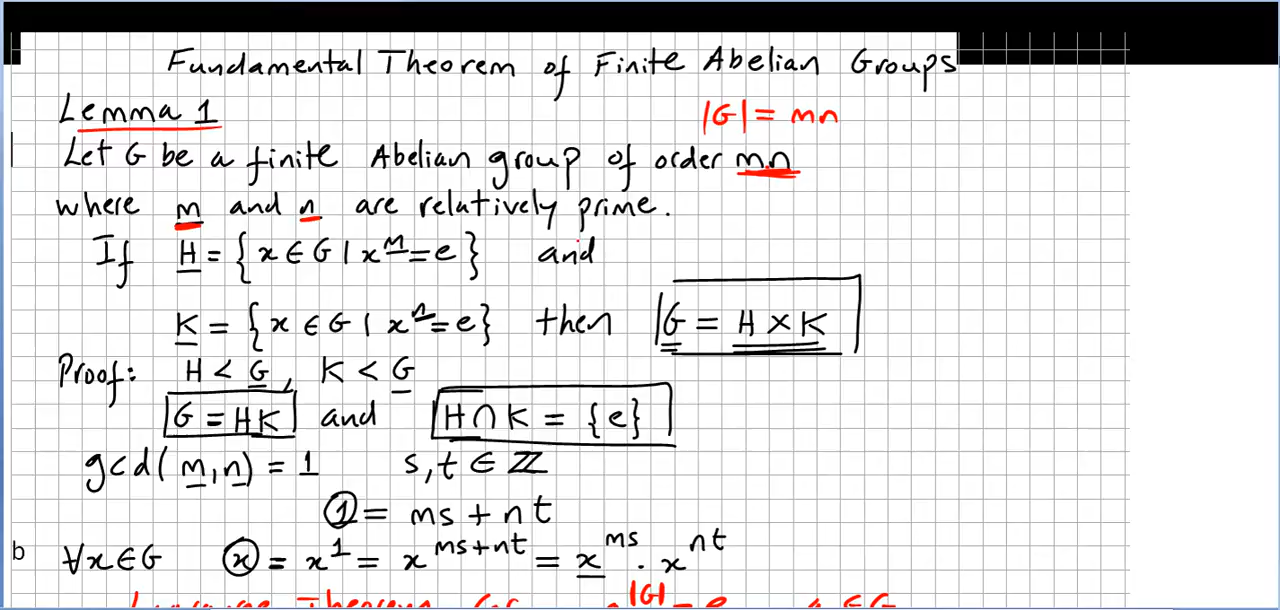 Fundamental Theorem of Finite Abelian Groups
Lemma 1
|G| = mn
Let G be a finite Abelian group of order mn
where m and n are relatively prime.
If H = {x ∈ G | x^m = e} and
K = {x ∈ G | x^n = e} then G = H × K
Proof: H < G, K < G
G = HK and H ∩ K = {e}
gcd(m, n) = 1 s, t ∈ ℤ
1 = ms + nt
b
∀x ∈ G x = x^1 = x^{ms+nt} = x^{ms} · x^{nt}
Theorem |G| = e a ∈ G